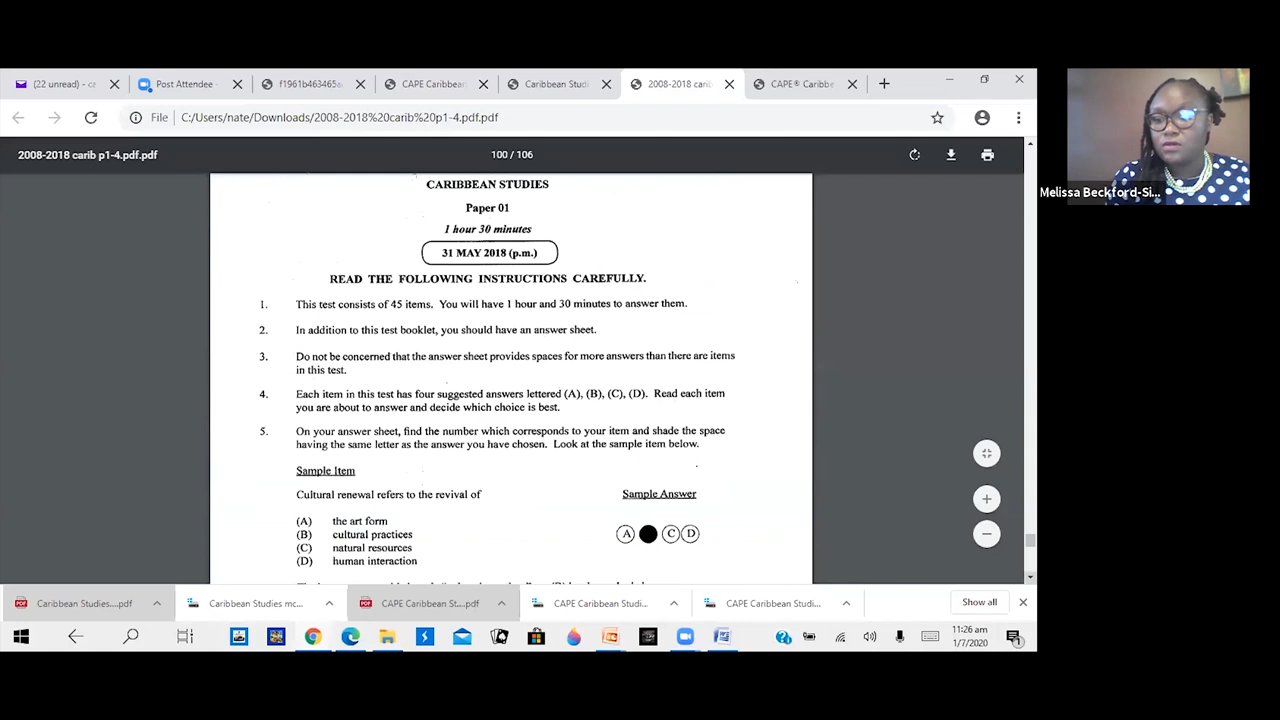 (22 unread) - ca
Post Attendee -
f1961b463465a
CAPE Caribbean
Caribbean Studi
2008-2018 carib
CAPE® Caribbe
File
C:/Users/nate/Downloads/2008-2018%20carib%20p1-4.pdf.pdf
2008-2018 carib p1-4.pdf.pdf
100 / 106
CARIBBEAN STUDIES
Paper 01
1 hour 30 minutes
31 MAY 2018 (p.m.)
READ THE FOLLOWING INSTRUCTIONS CAREFULLY.
1. This test consists of 45 items. You will have 1 hour and 30 minutes to answer them.
2. In addition to this test booklet, you should have an answer sheet.
3. Do not be concerned that the answer sheet provides spaces for more answers than there are items
in this test.
4. Each item in this test has four suggested answers lettered (A), (B), (C), (D). Read each item
you are about to answer and decide which choice is best.
5. On your answer sheet, find the number which corresponds to your item and shade the space
having the same letter as the answer you have chosen. Look at the sample item below.
Sample Item
Cultural renewal refers to the revival of
Sample Answer
(A) the art form
(B) cultural practices
(C) natural resources
(D) human interaction
A C D
Melissa Beckford-Si...
Caribbean Studies....pdf
Caribbean Studies mc...
CAPE Caribbean St....pdf
CAPE Caribbean Studi...
CAPE Caribbean Studi...
Show all
11:26 am
1/7/2020